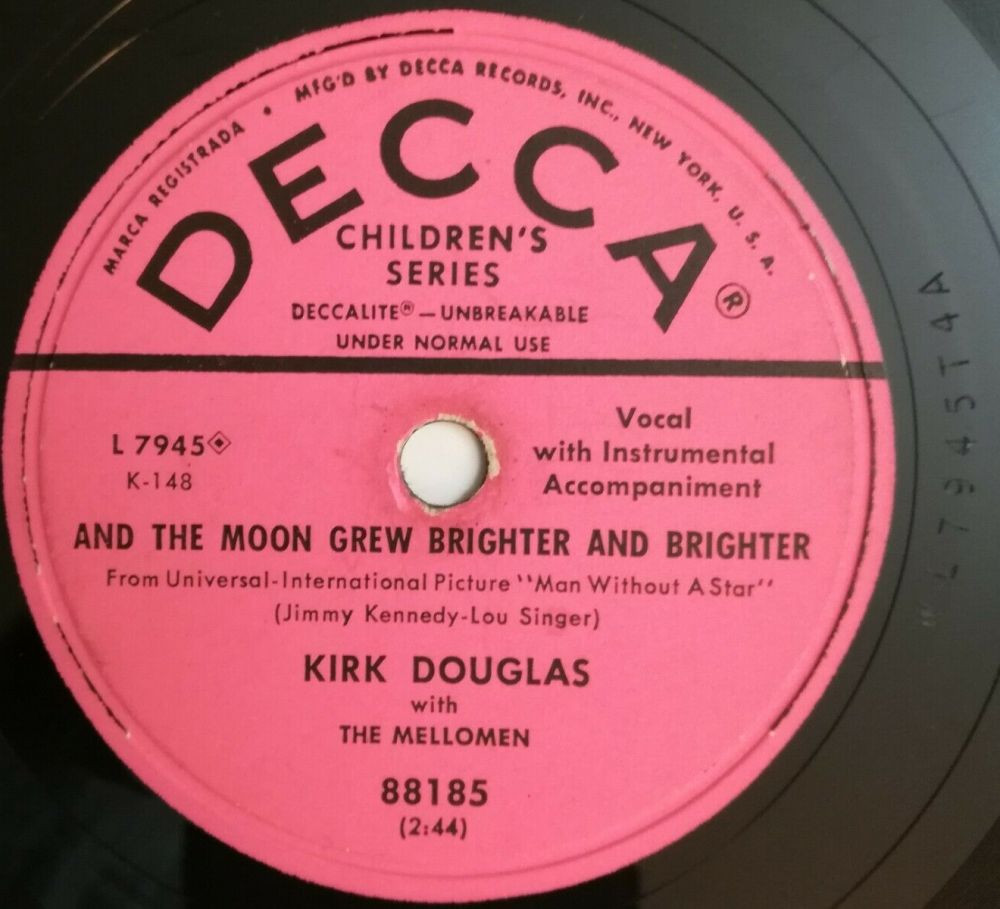 MARCA REGISTRADA • MFG'D BY DECCA RECORDS, INC., NEW YORK, U. S. A.
DECCA®
CHILDREN'S
SERIES
DECCALITE® — UNBREAKABLE
UNDER NORMAL USE
L 7945
K-148
Vocal
with Instrumental
Accompaniment
AND THE MOON GREW BRIGHTER AND BRIGHTER
From Universal-International Picture "Man Without A Star"
(Jimmy Kennedy-Lou Singer)
KIRK DOUGLAS
with
THE MELLOMEN
88185
(2:44)
L7945T4A